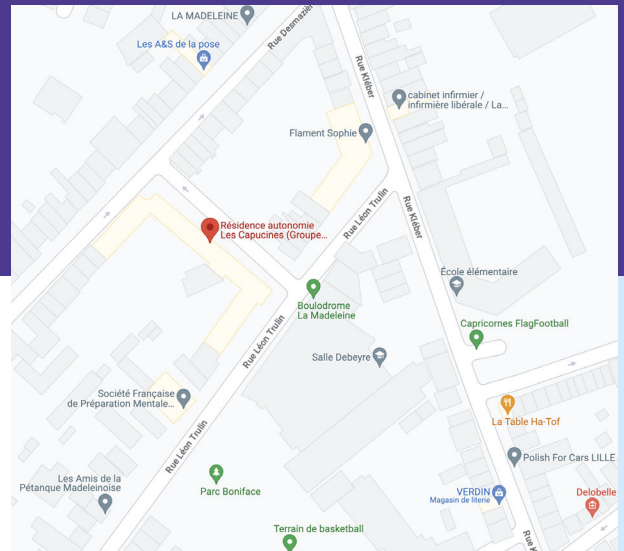 LA MADELEINE
Rue Desmaziè
Les A&S de la pose
Rue Kléber
cabinet infirmier /
infirmière libérale / La...
Flament Sophie
Résidence autonomie
Les Capucines (Groupe...
Rue Léon Trulin
Rue Kléber
École élémentaire
Boulodrome
La Madeleine
Capricornes FlagFootball
Rue Léon Trulin
Salle Debeyre
Société Française
de Préparation Mentale...
La Table Ha-Tof
Rue Léon Trulin
Polish For Cars LILLE
Les Amis de la
Pétanque Madeleinoise
Parc Boniface
VERDIN
Magasin de literie
Delobelle
Terrain de basketball
Rue K